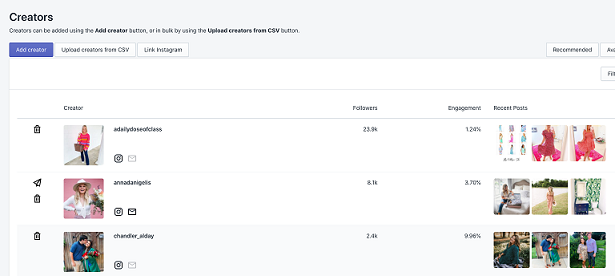 Creators
Creators can be added using the Add creator button, or in bulk by using the Upload creators from CSV button.
Add creator
Upload creators from CSV
Link Instagram
Recommended
Creator
Followers
Engagement
Recent Posts
adailydoseofclass
23.9k
1.24%
annadanigelis
8.1k
3.70%
chandler_alday
2.4k
9.96%